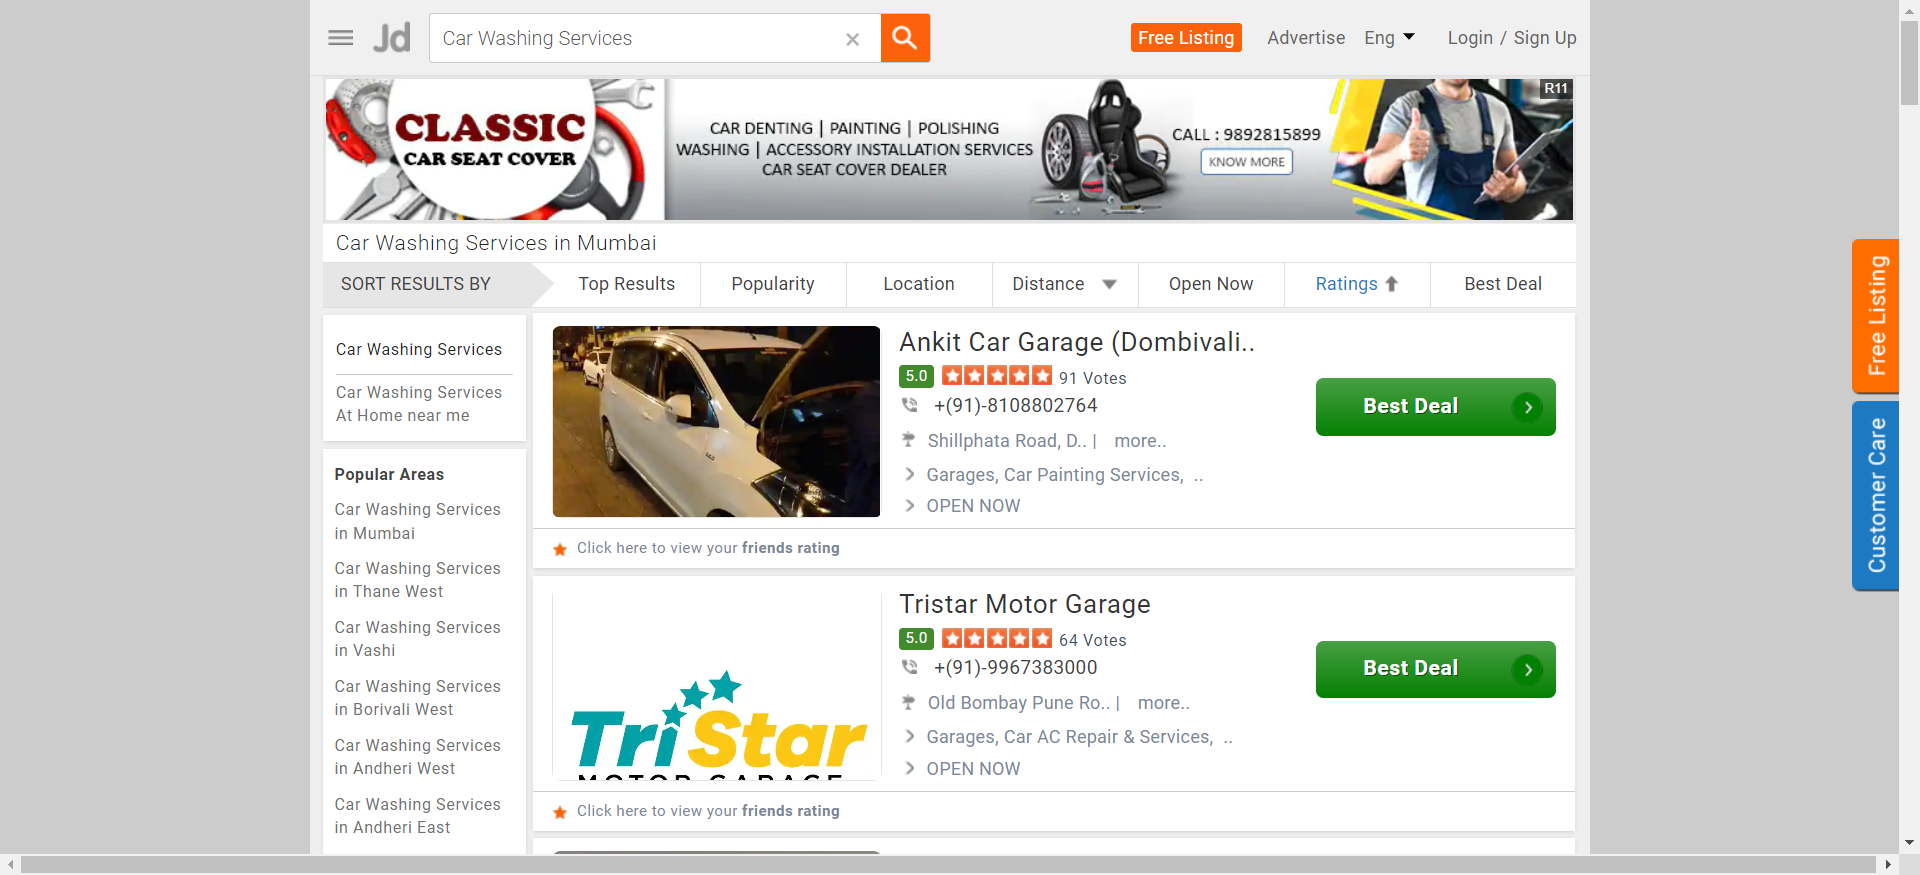 Jd
Car Washing Services
Free Listing
Advertise
Eng
Login / Sign Up
CLASSIC
CAR SEAT COVER
CAR DENTING | PAINTING | POLISHING
WASHING | ACCESSORY INSTALLATION SERVICES
CAR SEAT COVER DEALER
CALL : 9892815899
KNOW MORE
R11
Car Washing Services in Mumbai
SORT RESULTS BY
Top Results
Popularity
Location
Distance
Open Now
Ratings
Best Deal
Car Washing Services
Car Washing Services
At Home near me
Popular Areas
Car Washing Services
in Mumbai
Car Washing Services
in Thane West
Car Washing Services
in Vashi
Car Washing Services
in Borivali West
Car Washing Services
in Andheri West
Car Washing Services
in Andheri East
Ankit Car Garage (Dombivali..
5.0 91 Votes
+(91)-8108802764
Shillphata Road, D.. | more..
Garages, Car Painting Services, ..
OPEN NOW
Best Deal
Click here to view your friends rating
TriStar
MOTOR GARAGE
Tristar Motor Garage
5.0 64 Votes
+(91)-9967383000
Old Bombay Pune Ro.. | more..
Garages, Car AC Repair & Services, ..
OPEN NOW
Best Deal
Click here to view your friends rating
Free Listing
Customer Care